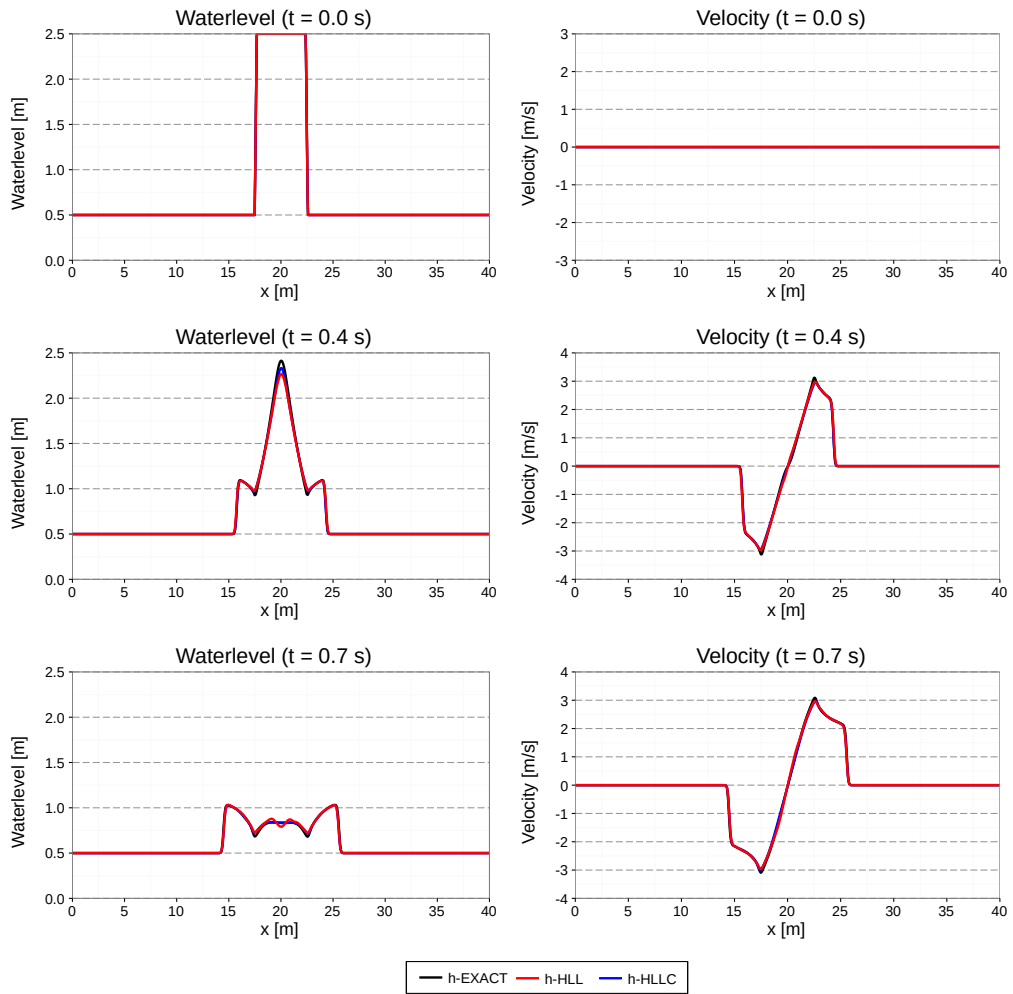 Waterlevel (t = 0.0 s)
2.5
2.0
1.5
1.0
0.5
0.0
Waterlevel [m]
0 5 10 15 20 25 30 35 40
x [m]
Velocity (t = 0.0 s)
3
2
1
0
-1
-2
-3
Velocity [m/s]
0 5 10 15 20 25 30 35 40
x [m]
Waterlevel (t = 0.4 s)
2.5
2.0
1.5
1.0
0.5
0.0
Waterlevel [m]
0 5 10 15 20 25 30 35 40
x [m]
Velocity (t = 0.4 s)
4
3
2
1
0
-1
-2
-3
-4
Velocity [m/s]
0 5 10 15 20 25 30 35 40
x [m]
Waterlevel (t = 0.7 s)
2.5
2.0
1.5
1.0
0.5
0.0
Waterlevel [m]
0 5 10 15 20 25 30 35 40
x [m]
Velocity (t = 0.7 s)
4
3
2
1
0
-1
-2
-3
-4
Velocity [m/s]
0 5 10 15 20 25 30 35 40
x [m]
h-EXACT h-HLL h-HLLC